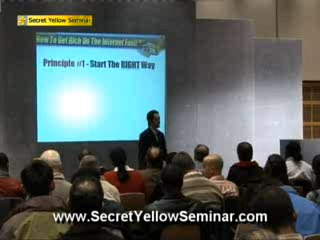 Secret Yellow Seminar
How To Get Rich On The Internet Fast!
Principle #1 - Start The RIGHT Way
www.SecretYellowSeminar.com